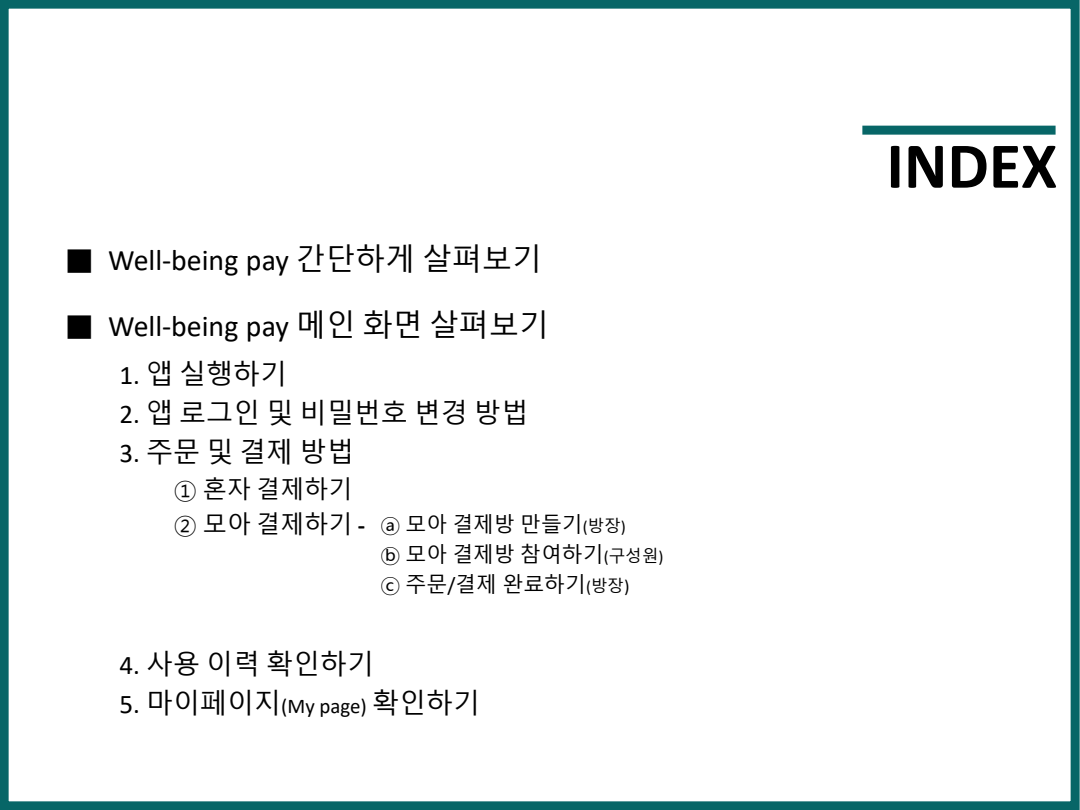 INDEX
■ Well-being pay 간단하게 살펴보기
■ Well-being pay 메인 화면 살펴보기
1. 앱 실행하기
2. 앱 로그인 및 비밀번호 변경 방법
3. 주문 및 결제 방법
① 혼자 결제하기
② 모아 결제하기 - ⓐ 모아 결제방 만들기(방장)
ⓑ 모아 결제방 참여하기(구성원)
ⓒ 주문/결제 완료하기(방장)
4. 사용 이력 확인하기
5. 마이페이지(My page) 확인하기